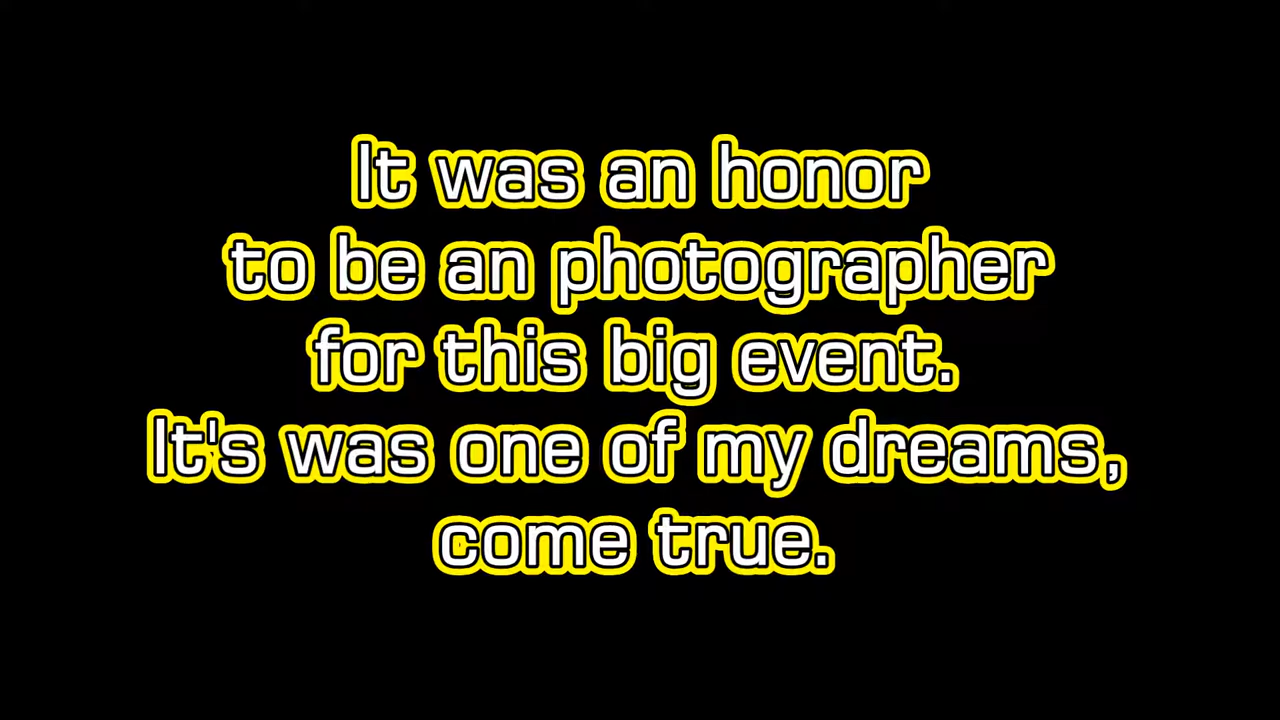 It was an honor
to be an photographer
for this big event.
It's was one of my dreams,
come true.